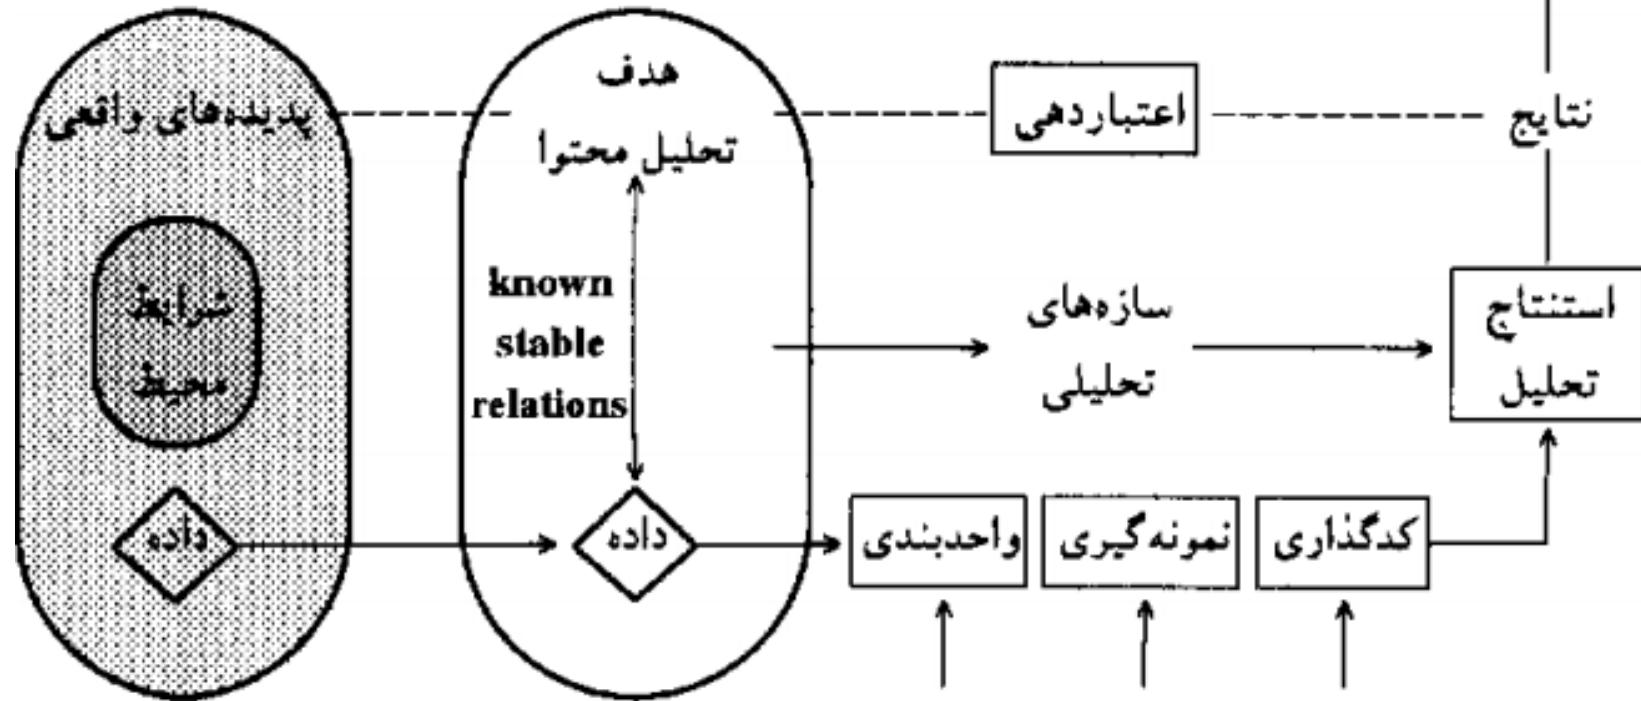 هدف
تحلیل محتوا
پدیده‌های واقعی
اعتباردهی
نتایج
شرایط
محیط
known
stable
relations
سازه‌های
تحلیلی
استنتاج
تحلیل
داده
داده
واحدبندی
نمونه‌گیری
کدگذاری